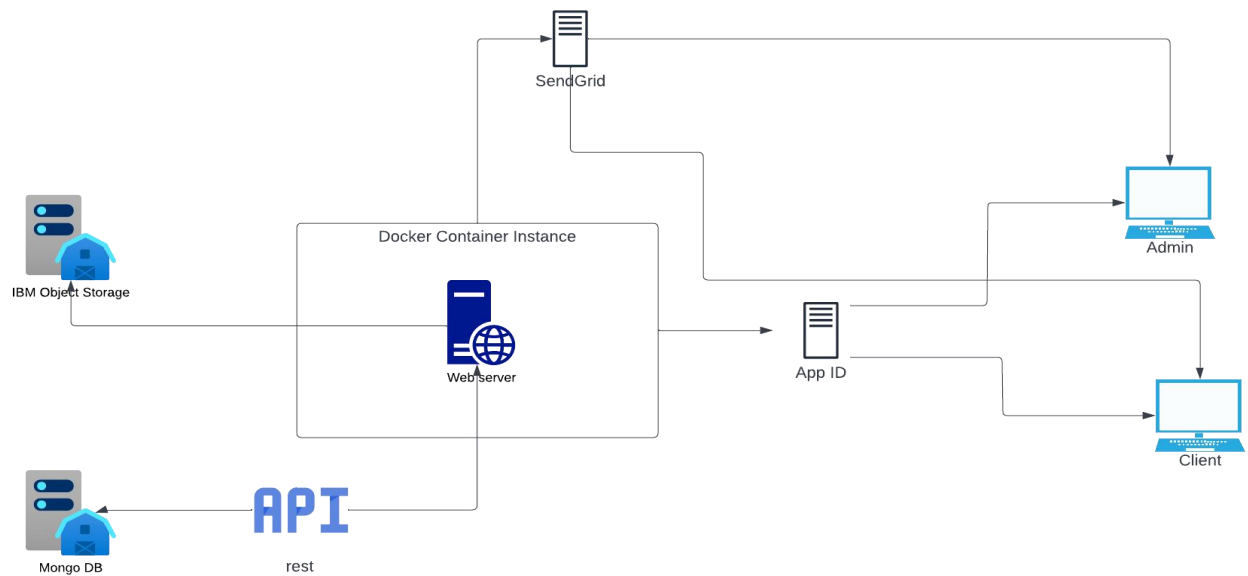 SendGrid
Docker Container Instance
Admin
IBM Object Storage
Web server
App ID
Client
API
Mongo DB
rest